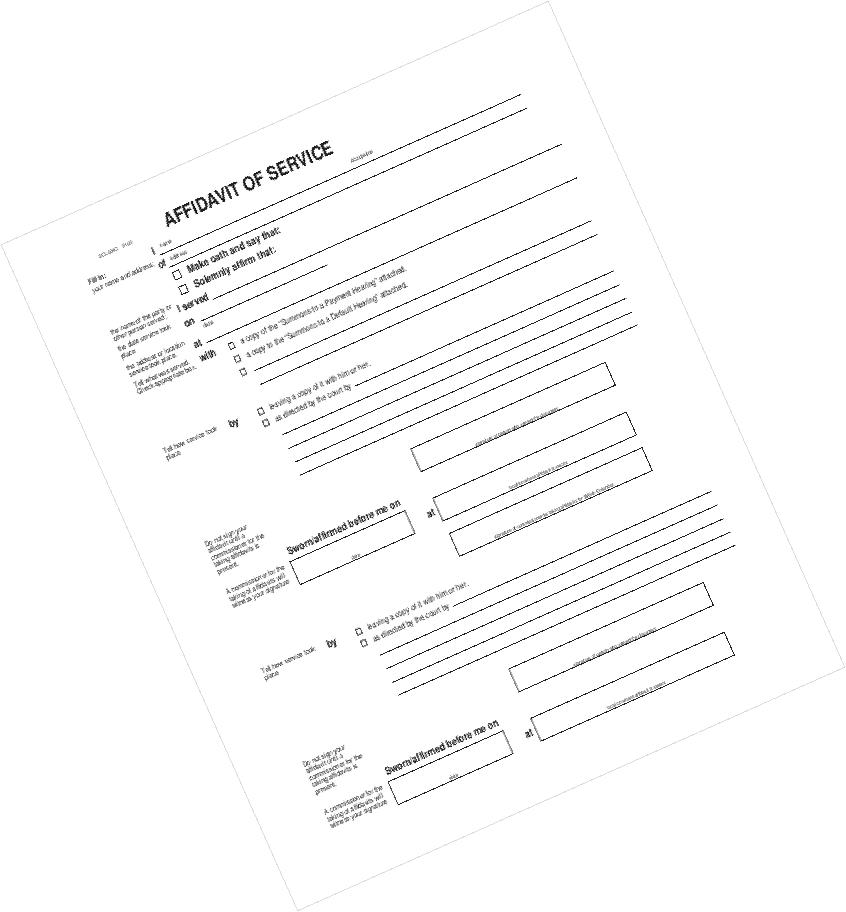 AFFIDAVIT OF SERVICE
Fill in:
your name and address:
I
name
occupation
of
address
Make oath and say that:
Solemnly affirm that:
the name of the party or
other person served:
I served
the date service took
place
on
date
the address or location
service took place.
at
Tell what was served.
Check appropriate box.
with
a copy of the "Summons to a Payment Hearing" attached.
a copy to the "Summons to a Default Hearing" attached.
Tell how service took
place
by
leaving a copy of it with him or her.
as directed by the court by
Do not sign your
affidavit until a
commissioner for the
taking affidavits is
present.
Sworn/affirmed before me on
date
at
A commissioner for the
taking of affidavits will
witness your signature
Tell how service took
place
by
leaving a copy of it with him or her.
as directed by the court by
Do not sign your
affidavit until a
commissioner for the
taking affidavits is
present.
Sworn/affirmed before me on
date
at
A commissioner for the
taking of affidavits will
witness your signature